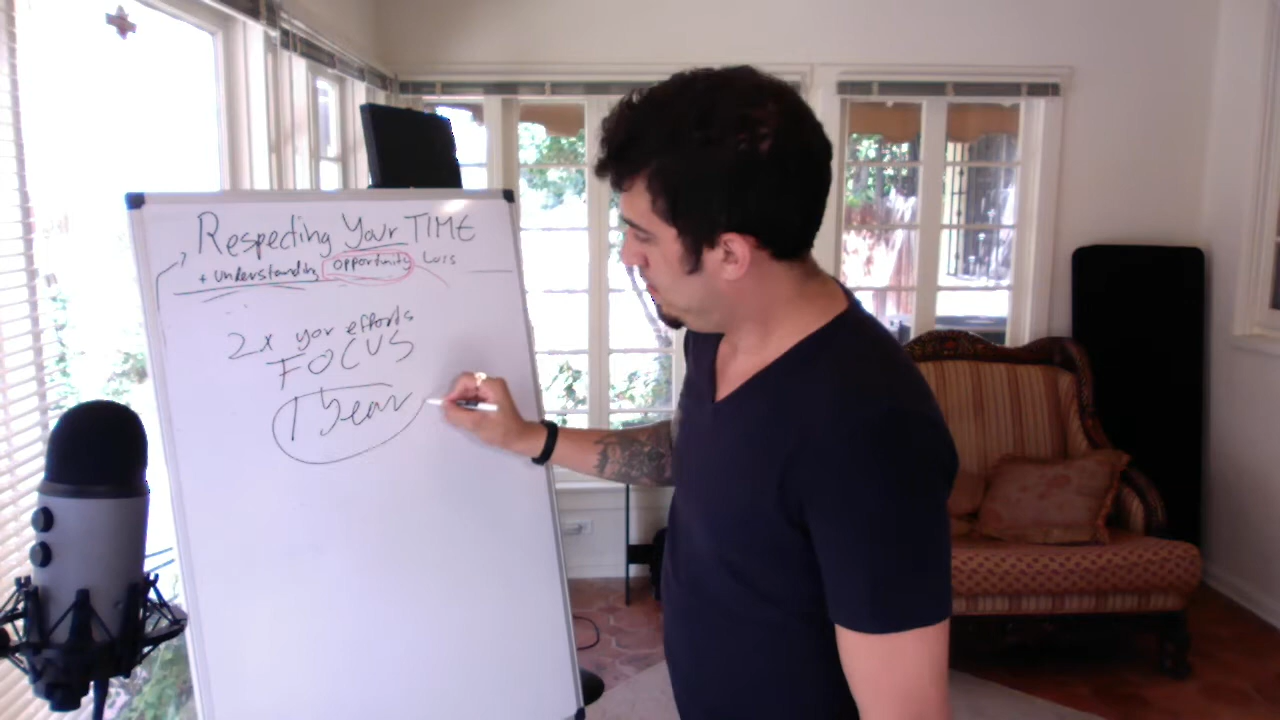 Respecting Your TIME
+ Understanding Opportunity Loss
2x your efforts
FOCUS
1 Year